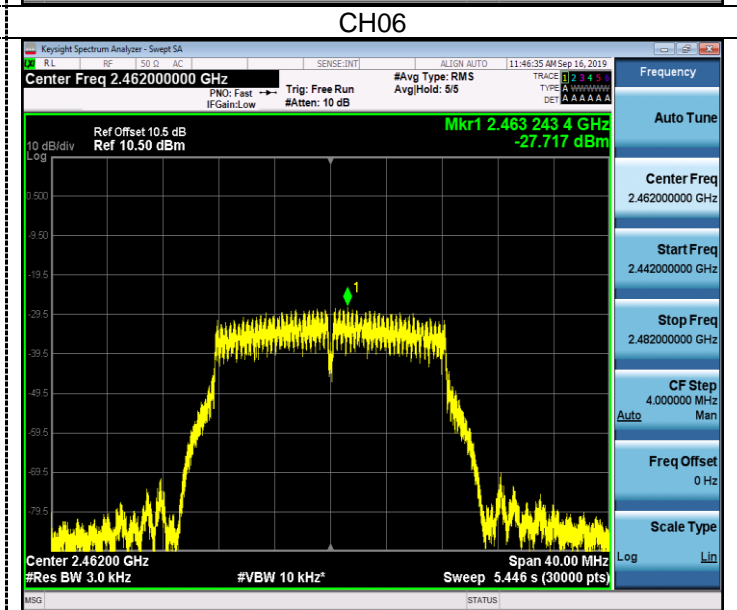 CH06
Keysight Spectrum Analyzer - Swept SA
RL RF 50 Ω AC SENSE:INT ALIGN AUTO 11:46:35 AM Sep 16, 2019
Center Freq 2.462000000 GHz
PNO: Fast
IFGain:Low
Trig: Free Run
#Atten: 10 dB
#Avg Type: RMS
Avg|Hold: 5/5
TRACE 1 2 3 4 5 6
TYPE A WWWWW
DET A A A A A A
Mkr1 2.463 243 4 GHz
-27.717 dBm
Ref Offset 10.5 dB
10 dB/div Ref 10.50 dBm
Log
0.500
-9.50
-19.5
-29.5
-39.5
-49.5
-59.5
-69.5
-79.5
1
Center 2.46200 GHz Span 40.00 MHz
#Res BW 3.0 kHz #VBW 10 kHz* Sweep 5.446 s (30000 pts)
MSG STATUS
Frequency
Auto Tune
Center Freq
2.462000000 GHz
Start Freq
2.442000000 GHz
Stop Freq
2.482000000 GHz
CF Step
4.000000 MHz
Auto Man
Freq Offset
0 Hz
Scale Type
Log Lin